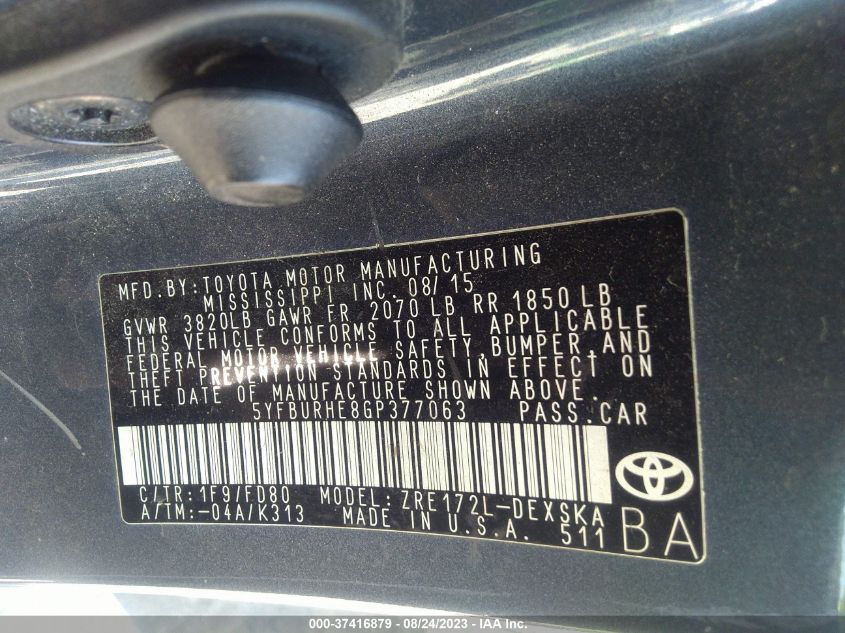 MFD.BY:TOYOTA MOTOR MANUFACTURING
MISSISSIPPI INC. 08/15
GVWR 3820LB GAWR FR 2070 LB RR 1850 LB
THIS VEHICLE CONFORMS TO ALL APPLICABLE
FEDERAL MOTOR VEHICLE SAFETY,BUMPER,AND
THEFT PREVENTION STANDARDS IN EFFECT ON
THE DATE OF MANUFACTURE SHOWN ABOVE.
5YFBURHE8GP377063 PASS.CAR
C/TR:1F9/FD80 MODEL:ZRE172L-DEXSKA
A/TM:-04A/K313 MADE IN U.S.A. 511
BA
000-37416879 - 08/24/2023 - IAA Inc.